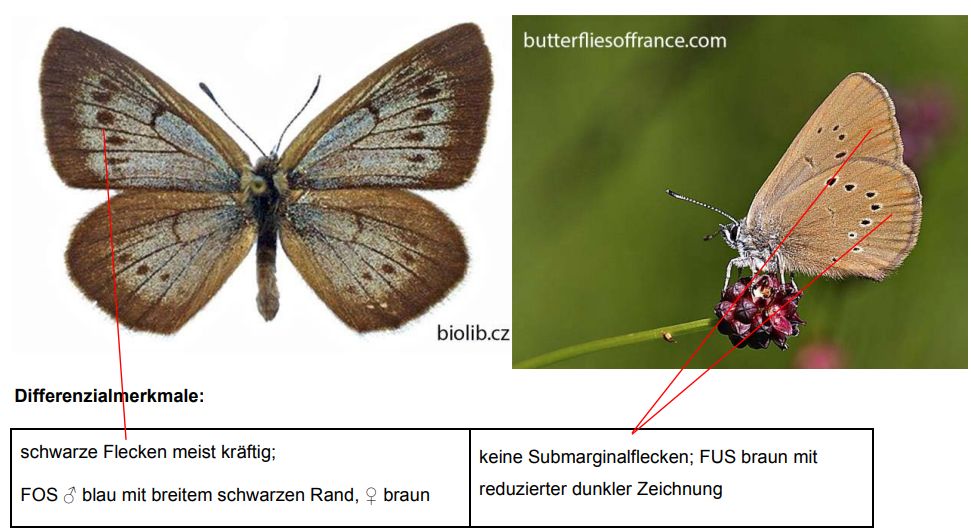 butterfliesoffrance.com
biolib.cz
Differenzialmerkmale:
schwarze Flecken meist kräftig;
FOS ♂ blau mit breitem schwarzen Rand, ♀ braun
keine Submarginalflecken; FUS braun mit
reduzierter dunkler Zeichnung